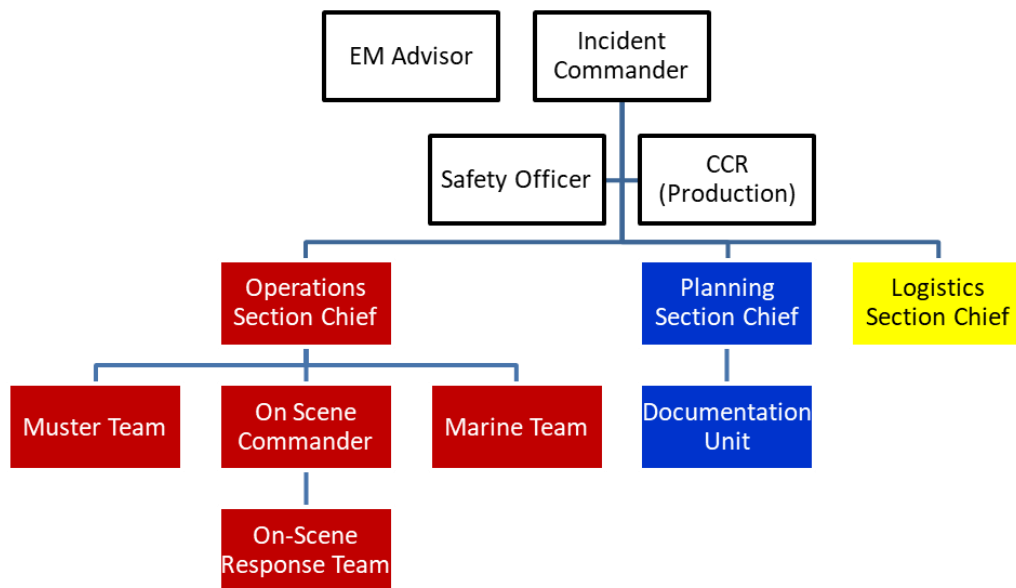 EM Advisor
Incident
Commander
Safety Officer
CCR
(Production)
Operations
Section Chief
Planning
Section Chief
Logistics
Section Chief
Muster Team
On Scene
Commander
Marine Team
Documentation
Unit
On-Scene
Response Team